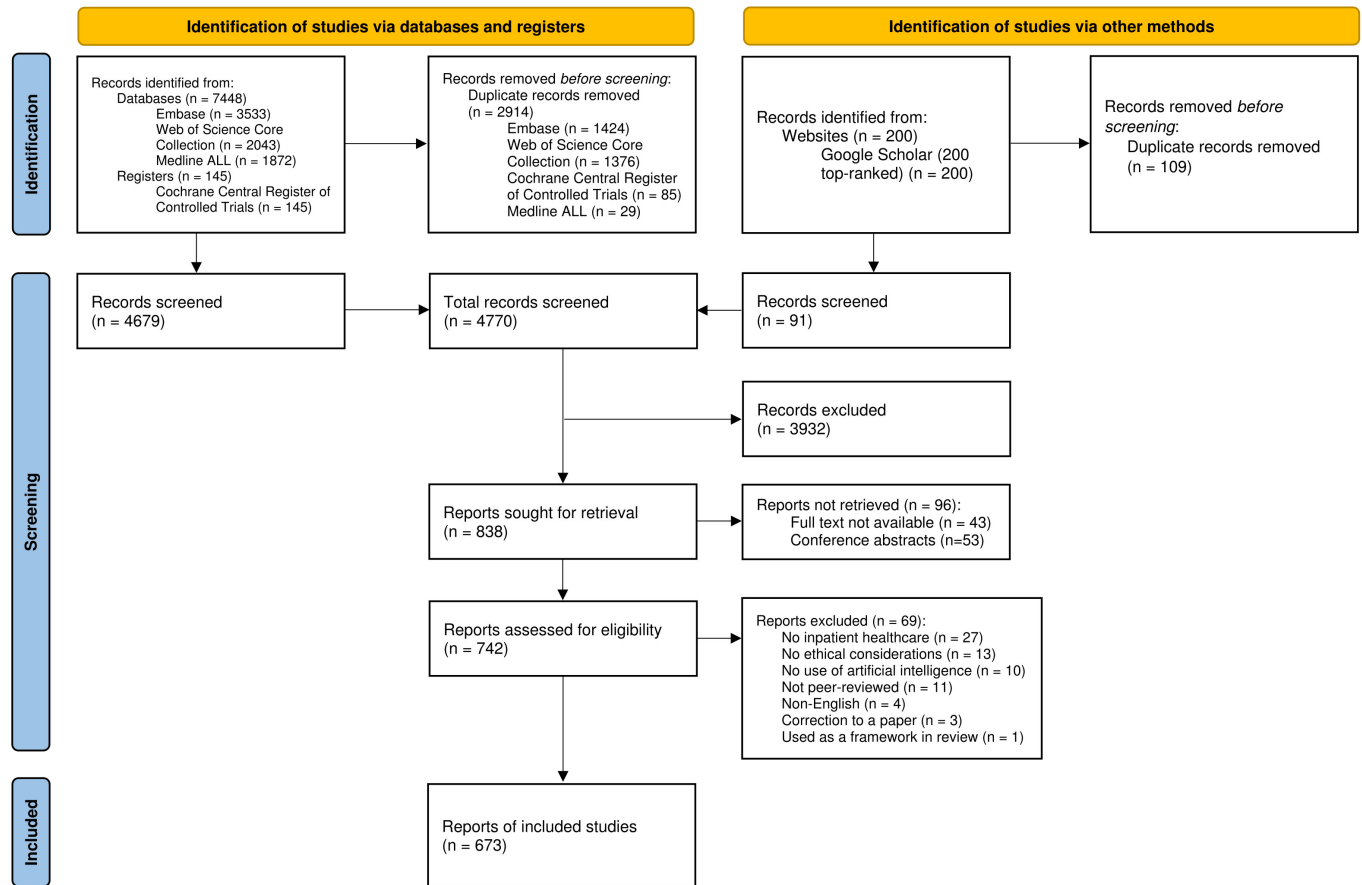 Identification of studies via databases and registers
Identification of studies via other methods
Identification
Records identified from:
Databases (n = 7448)
Embase (n = 3533)
Web of Science Core
Collection (n = 2043)
Medline ALL (n = 1872)
Registers (n = 145)
Cochrane Central Register of
Controlled Trials (n = 145)
Records removed before screening:
Duplicate records removed
(n = 2914)
Embase (n = 1424)
Web of Science Core
Collection (n = 1376)
Cochrane Central Register
of Controlled Trials (n = 85)
Medline ALL (n = 29)
Records identified from:
Websites (n = 200)
Google Scholar (200
top-ranked) (n = 200)
Records removed before
screening:
Duplicate records removed
(n = 109)
Screening
Records screened
(n = 4679)
Total records screened
(n = 4770)
Records screened
(n = 91)
Records excluded
(n = 3932)
Reports sought for retrieval
(n = 838)
Reports not retrieved (n = 96):
Full text not available (n = 43)
Conference abstracts (n=53)
Reports assessed for eligibility
(n = 742)
Reports excluded (n = 69):
No inpatient healthcare (n = 27)
No ethical considerations (n = 13)
No use of artificial intelligence (n = 10)
Not peer-reviewed (n = 11)
Non-English (n = 4)
Correction to a paper (n = 3)
Used as a framework in review (n = 1)
Included
Reports of included studies
(n = 673)